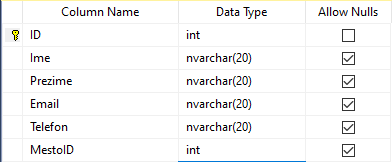 Column Name Data Type Allow Nulls
ID int
Ime nvarchar(20)
Prezime nvarchar(20)
Email nvarchar(20)
Telefon nvarchar(20)
MestoID int